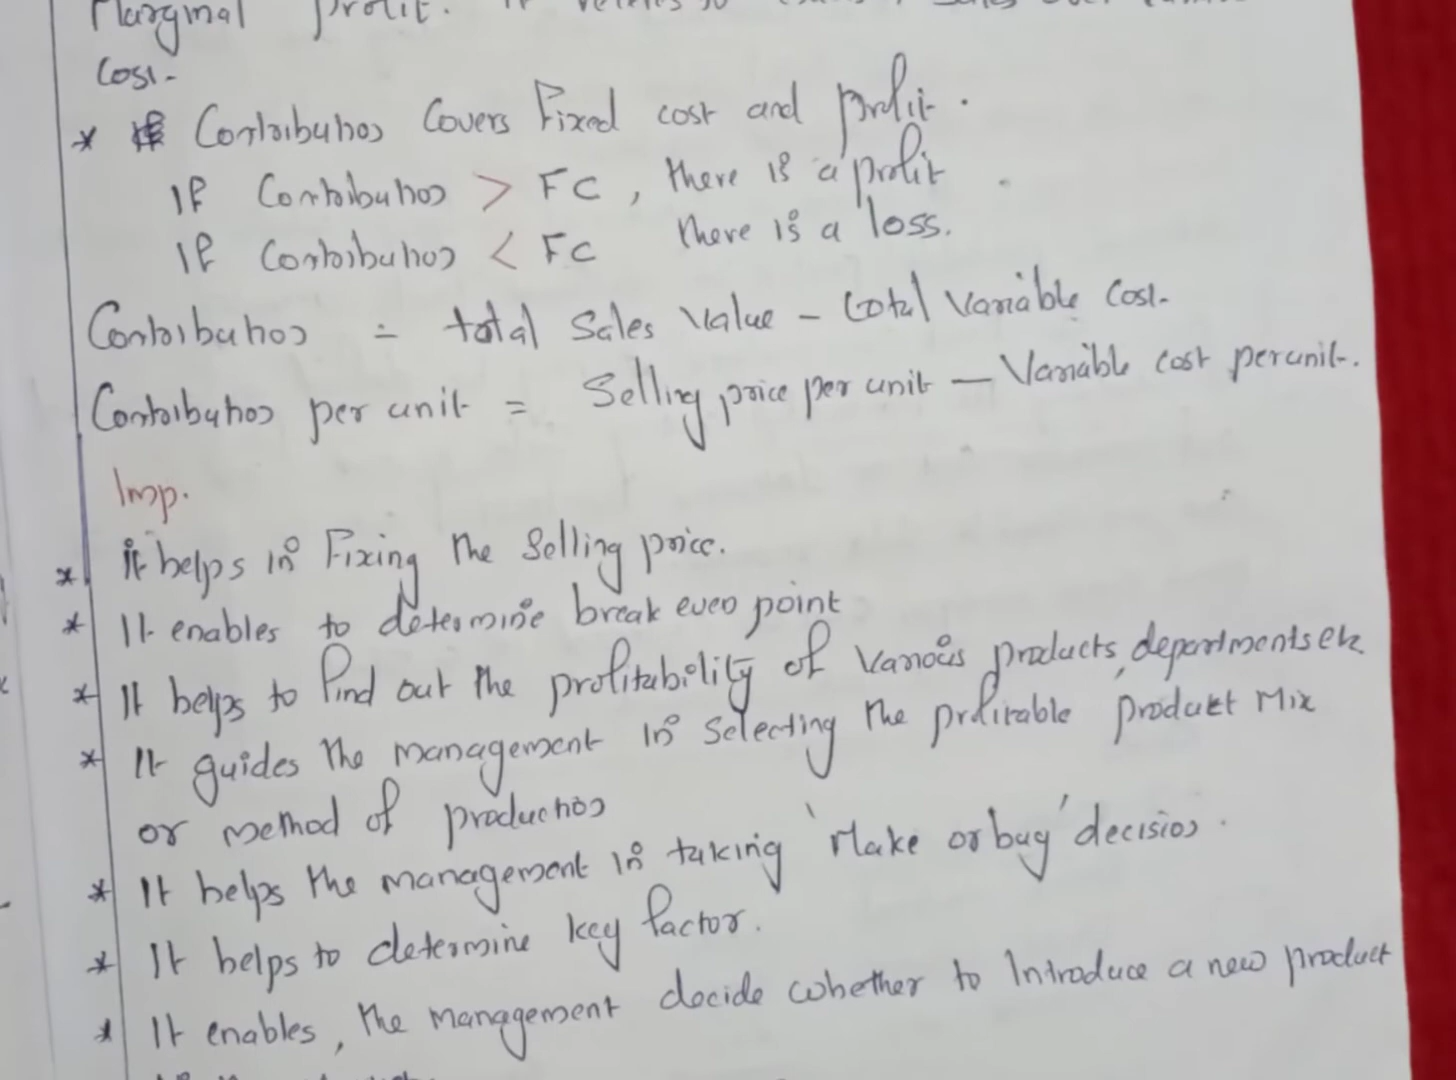 Marginal profit.
Cost.
* Contribution Covers Fixed cost and profit.
If Contribution > FC, there is a profit
If Contribution < FC there is a loss.
Contribution = total Sales Value - total Variable Cost.
Contribution per unit = Selling price per unit - Variable cost per unit.
Imp.
* it helps in Fixing the Selling price.
* It enables to determine break even point
* It helps to find out the profitability of various products, departments etc
* It guides the management in Selecting the profitable product Mix
or method of production
* It helps the management in taking 'Make or buy' decision.
* It helps to determine key factor.
* It enables, the management decide whether to Introduce a new product